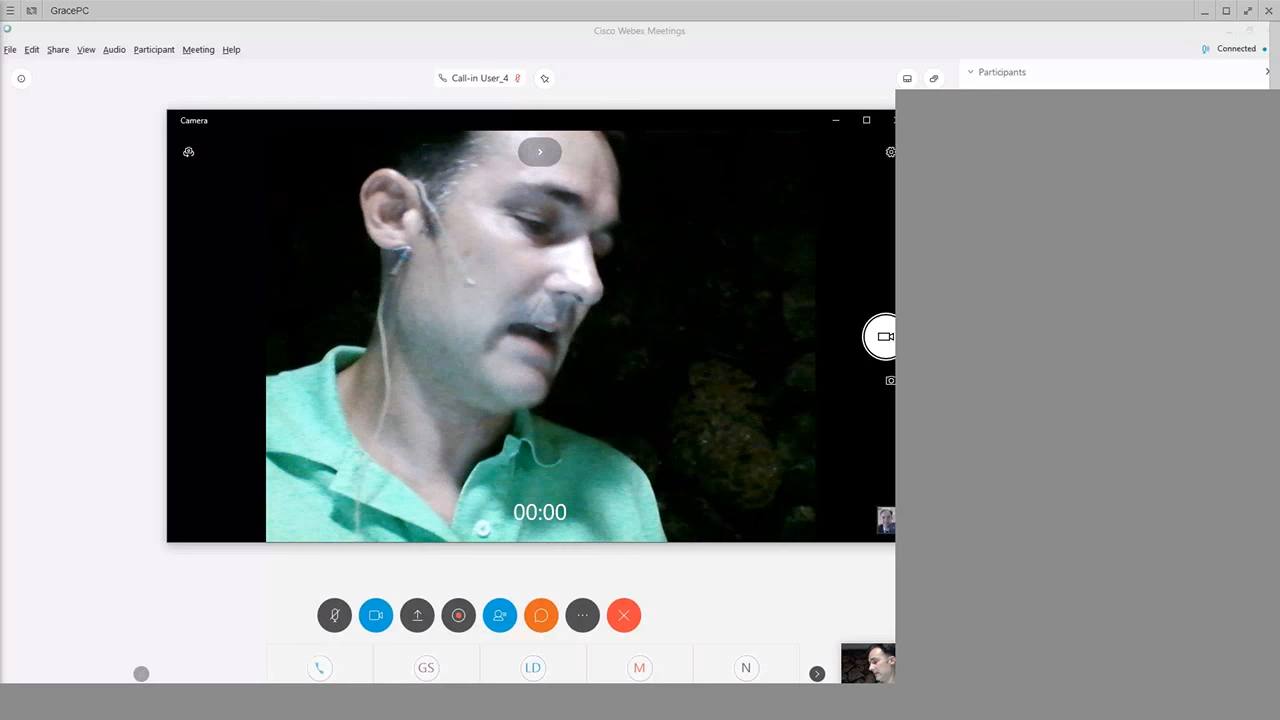 GracePC
Cisco Webex Meetings
File Edit Share View Audio Participant Meeting Help
Connected
Call-in User_4
Participants
Camera
00:00
GS
LD
M
N